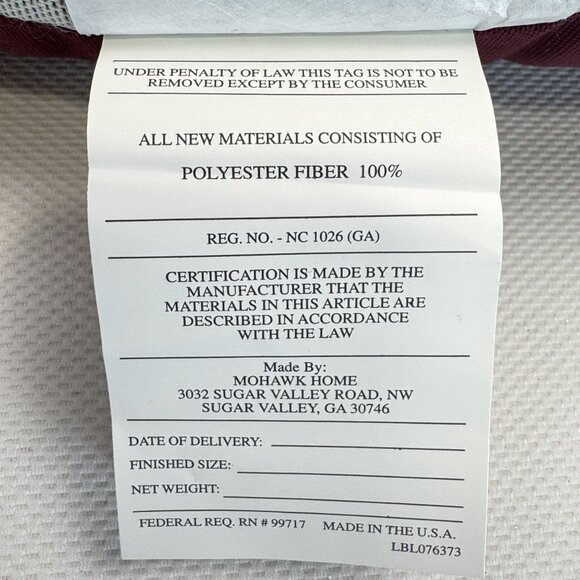 UNDER PENALTY OF LAW THIS TAG IS NOT TO BE
REMOVED EXCEPT BY THE CONSUMER
ALL NEW MATERIALS CONSISTING OF
POLYESTER FIBER 100%
REG. NO. - NC 1026 (GA)
CERTIFICATION IS MADE BY THE
MANUFACTURER THAT THE
MATERIALS IN THIS ARTICLE ARE
DESCRIBED IN ACCORDANCE
WITH THE LAW
Made By:
MOHAWK HOME
3032 SUGAR VALLEY ROAD, NW
SUGAR VALLEY, GA 30746
DATE OF DELIVERY:
FINISHED SIZE:
NET WEIGHT:
FEDERAL REQ. RN # 99717 MADE IN THE U.S.A.
LBL076373